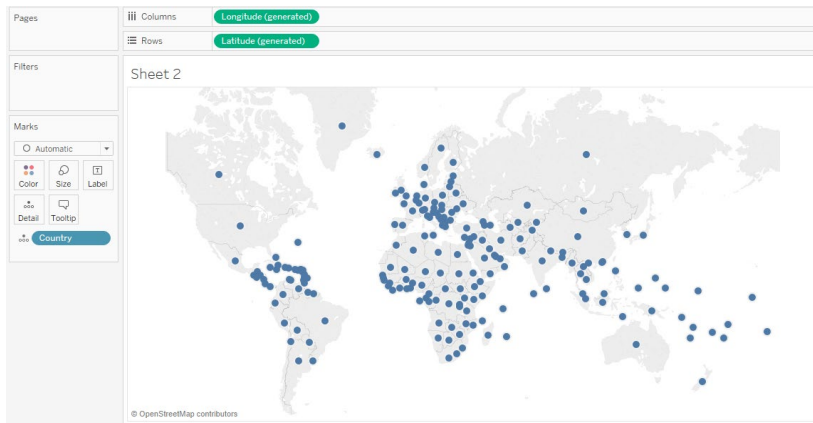 Pages
Columns
Longitude (generated)
Rows
Latitude (generated)
Filters
Sheet 2
Marks
Automatic
Color
Size
Label
Detail
Tooltip
Country
© OpenStreetMap contributors